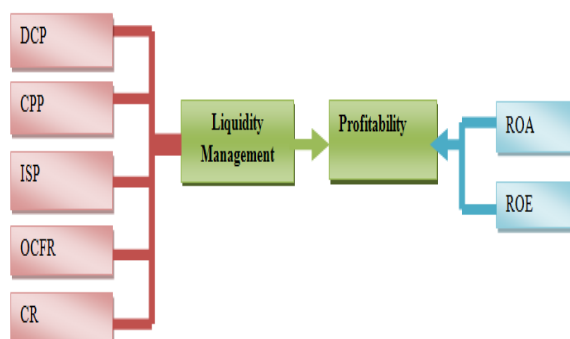 DCP
CPP
ISP
OCFR
CR
Liquidity
Management
Profitability
ROA
ROE